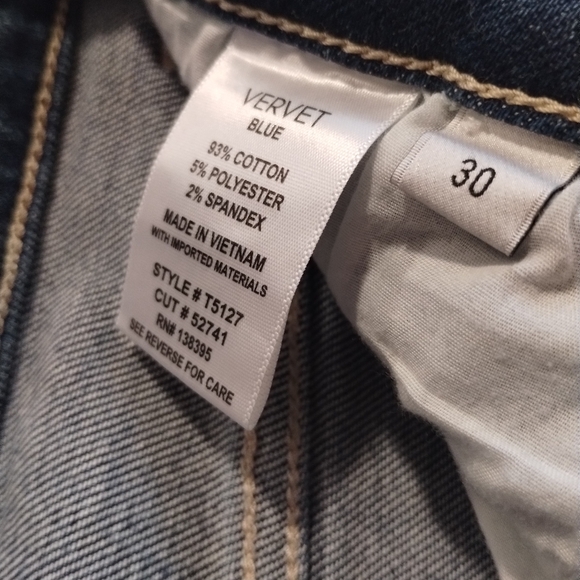 VERVET
BLUE
93% COTTON
5% POLYESTER
2% SPANDEX
MADE IN VIETNAM
WITH IMPORTED MATERIALS
STYLE # T5127
CUT # 52741
RN# 138395
SEE REVERSE FOR CARE
30